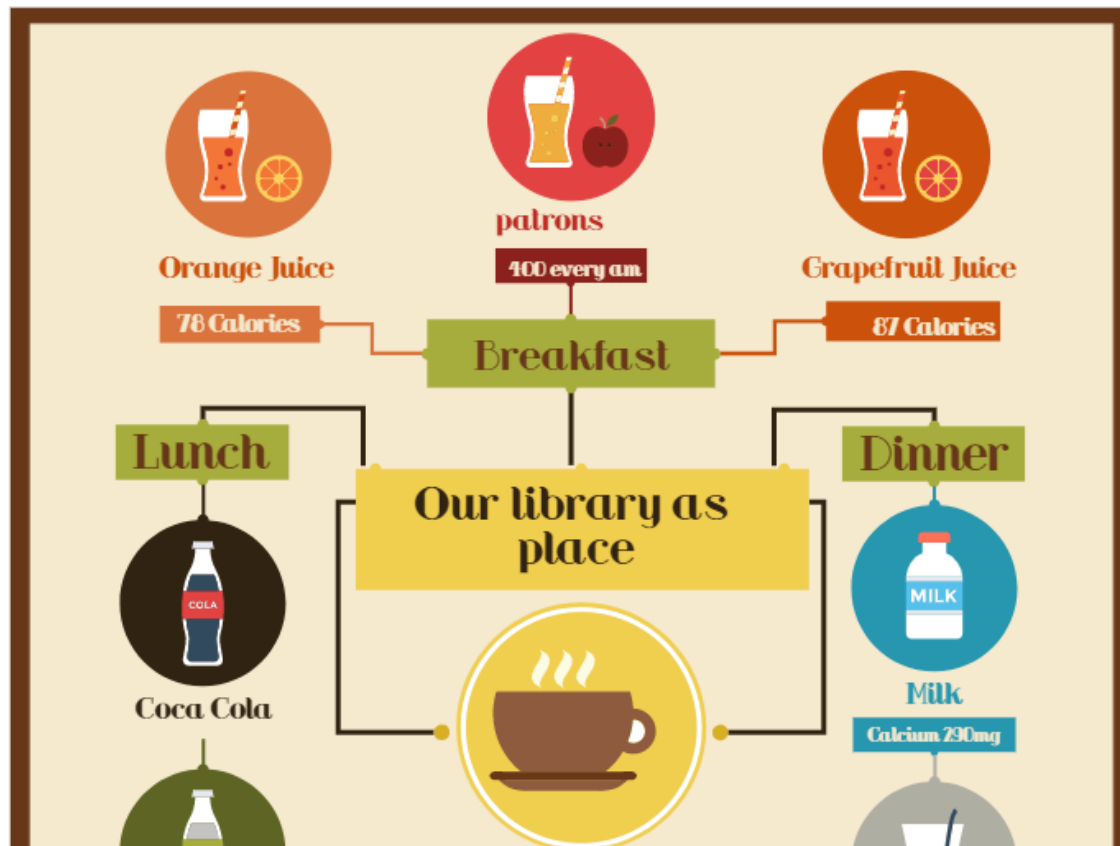 patrons
400 every am
Orange Juice
78 Calories
Grapefruit Juice
87 Calories
Breakfast
Lunch
Dinner
Our library as
place
COLA
Coca Cola
MILK
Milk
Calcium 290mg